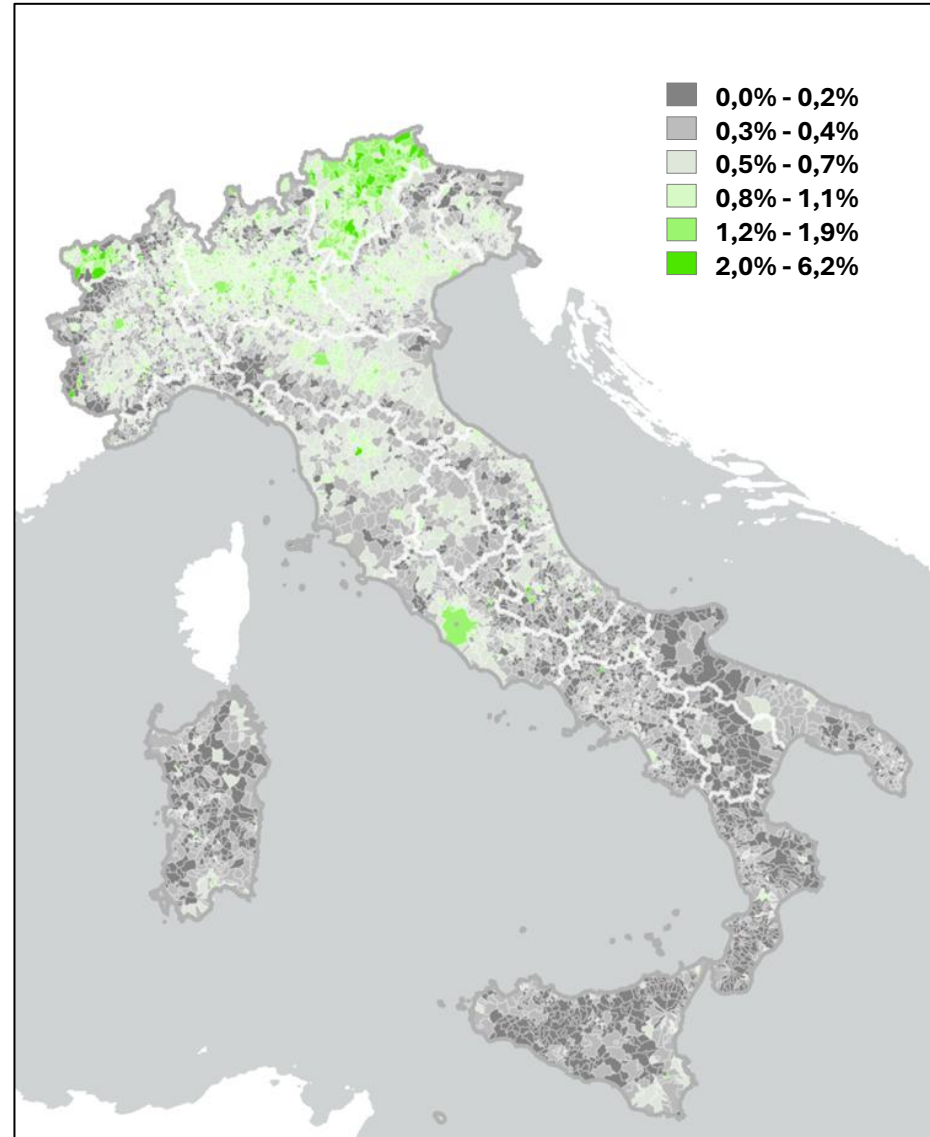 0,0% - 0,2%
0,3% - 0,4%
0,5% - 0,7%
0,8% - 1,1%
1,2% - 1,9%
2,0% - 6,2%